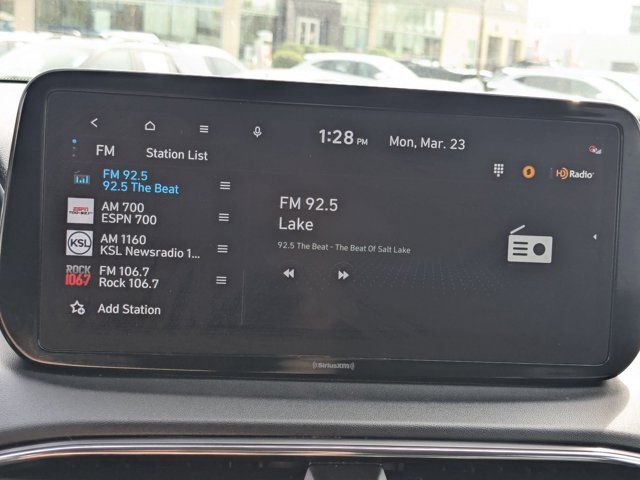 1:28 PM Mon, Mar. 23
FM Station List
HD Radio
FM 92.5
92.5 The Beat
ESPN
AM 700
ESPN 700
KSL
AM 1160
KSL Newsradio 1...
ROCK
106.7
FM 106.7
Rock 106.7
Add Station
FM 92.5
Lake
92.5 The Beat - The Beat Of Salt Lake
SiriusXM